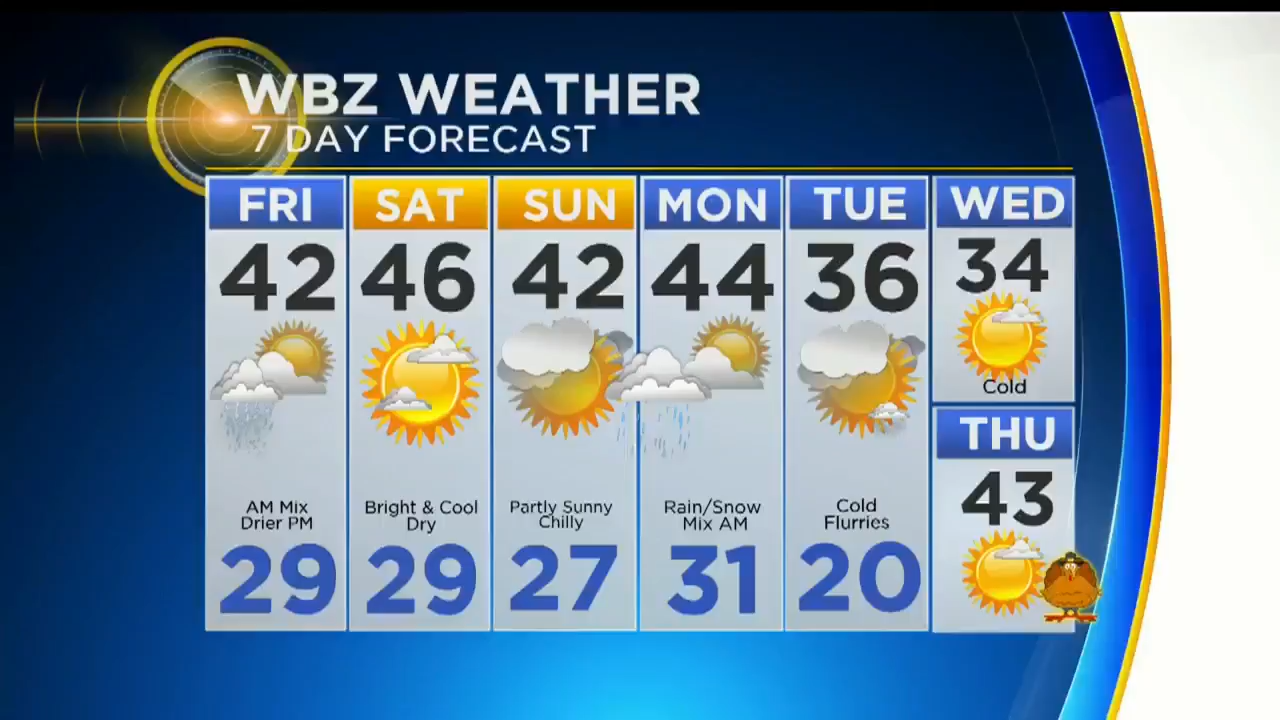 WBZ WEATHER
7 DAY FORECAST
FRI
42
AM Mix
Drier PM
29
SAT
46
Bright & Cool
Dry
29
SUN
42
Partly Sunny
Chilly
27
MON
44
Rain/Snow
Mix AM
31
TUE
36
Cold
Flurries
20
WED
34
Cold
THU
43